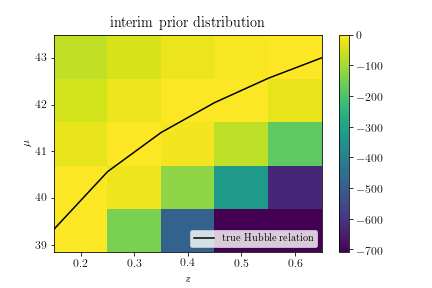 interim prior distribution
μ
43
42
41
40
39
0.2 0.3 0.4 0.5 0.6
z
true Hubble relation
0
−100
−200
−300
−400
−500
−600
−700